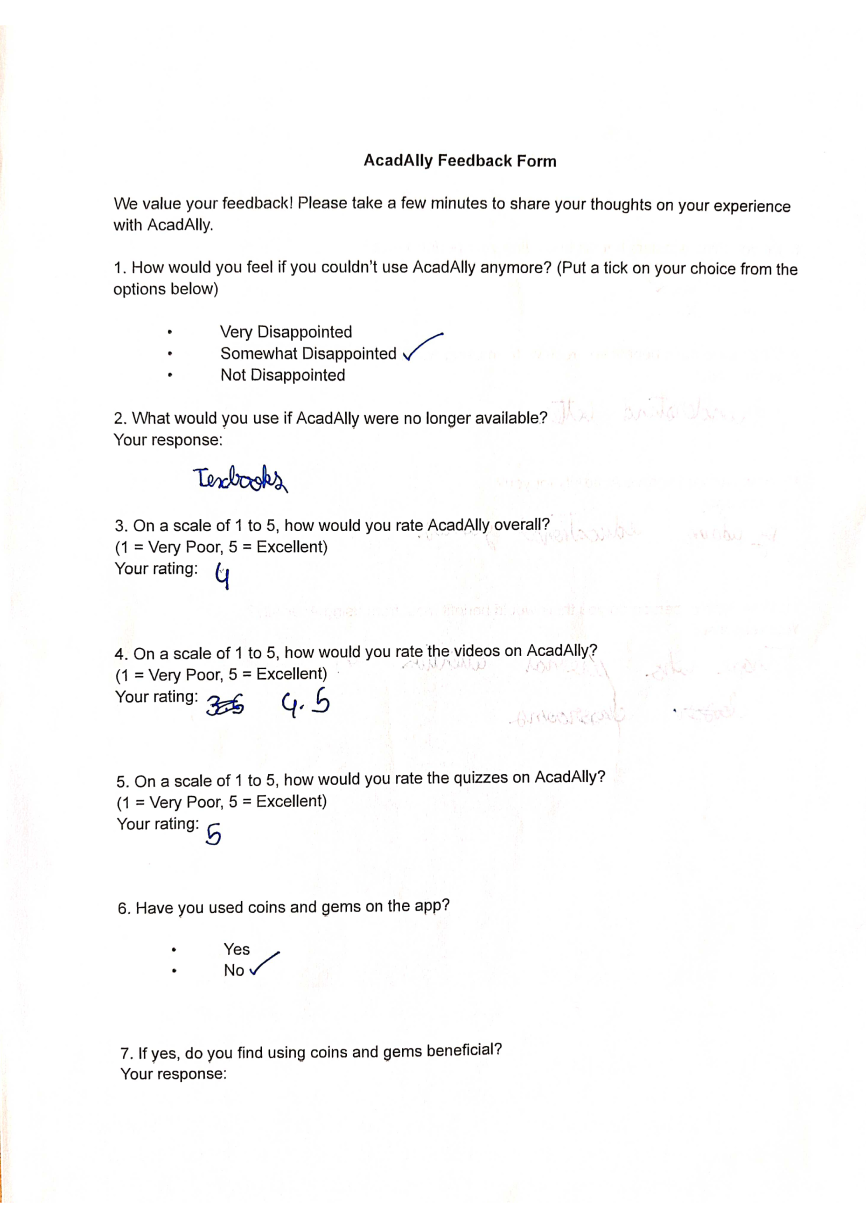 AcadAlly Feedback Form
We value your feedback! Please take a few minutes to share your thoughts on your experience
with AcadAlly.
1. How would you feel if you couldn't use AcadAlly anymore? (Put a tick on your choice from the
options below)
• Very Disappointed
• Somewhat Disappointed ✓
• Not Disappointed
2. What would you use if AcadAlly were no longer available?
Your response:
Texbooks
3. On a scale of 1 to 5, how would you rate AcadAlly overall?
(1 = Very Poor, 5 = Excellent)
Your rating: 4
4. On a scale of 1 to 5, how would you rate the videos on AcadAlly?
(1 = Very Poor, 5 = Excellent)
Your rating: 4.5
5. On a scale of 1 to 5, how would you rate the quizzes on AcadAlly?
(1 = Very Poor, 5 = Excellent)
Your rating: 5
6. Have you used coins and gems on the app?
• Yes
• No ✓
7. If yes, do you find using coins and gems beneficial?
Your response: